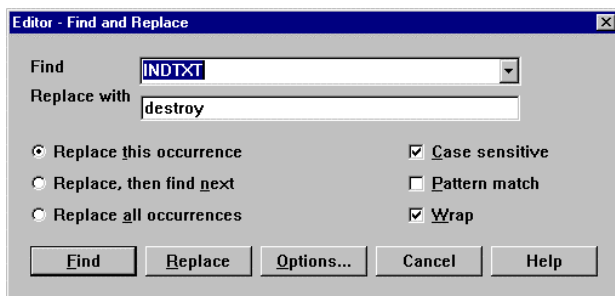 Editor - Find and Replace
Find INDTXT
Replace with destroy
Replace this occurrence Case sensitive
Replace, then find next Pattern match
Replace all occurrences Wrap
Find Replace Options... Cancel Help